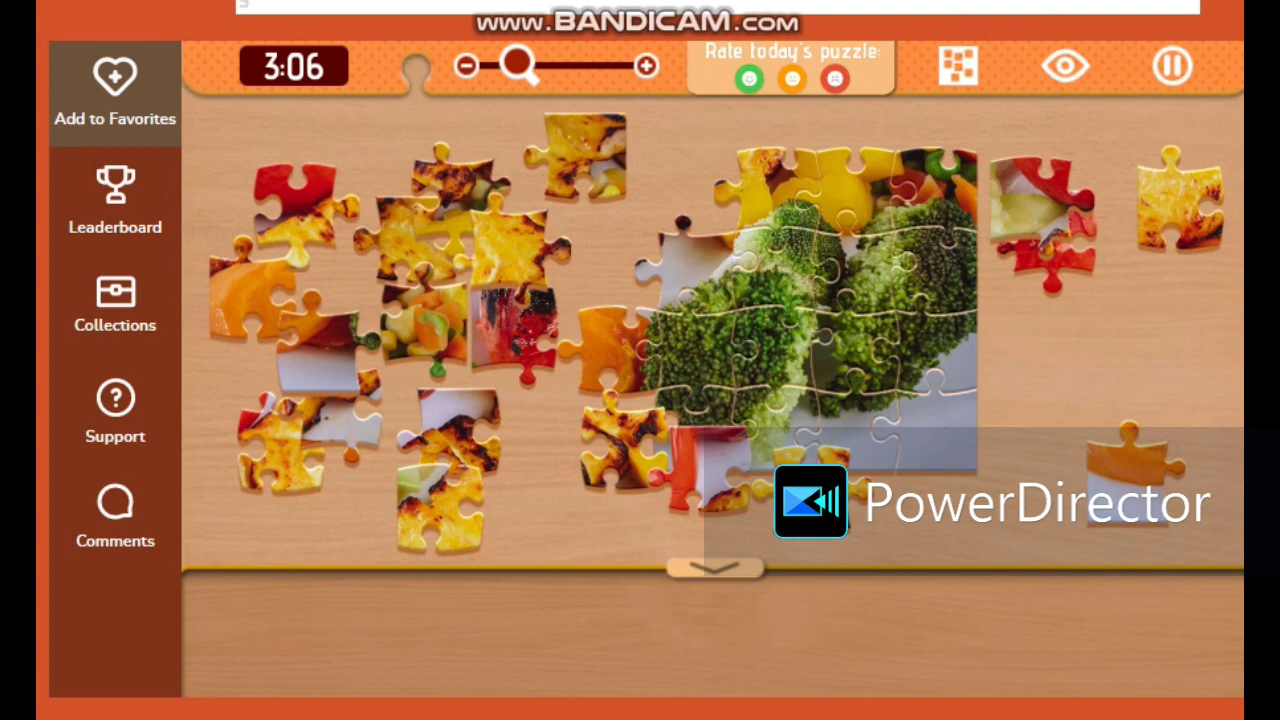 www.BANDICAM.com
3:06
Rate today's puzzle:
Add to Favorites
Leaderboard
Collections
Support
Comments
PowerDirector